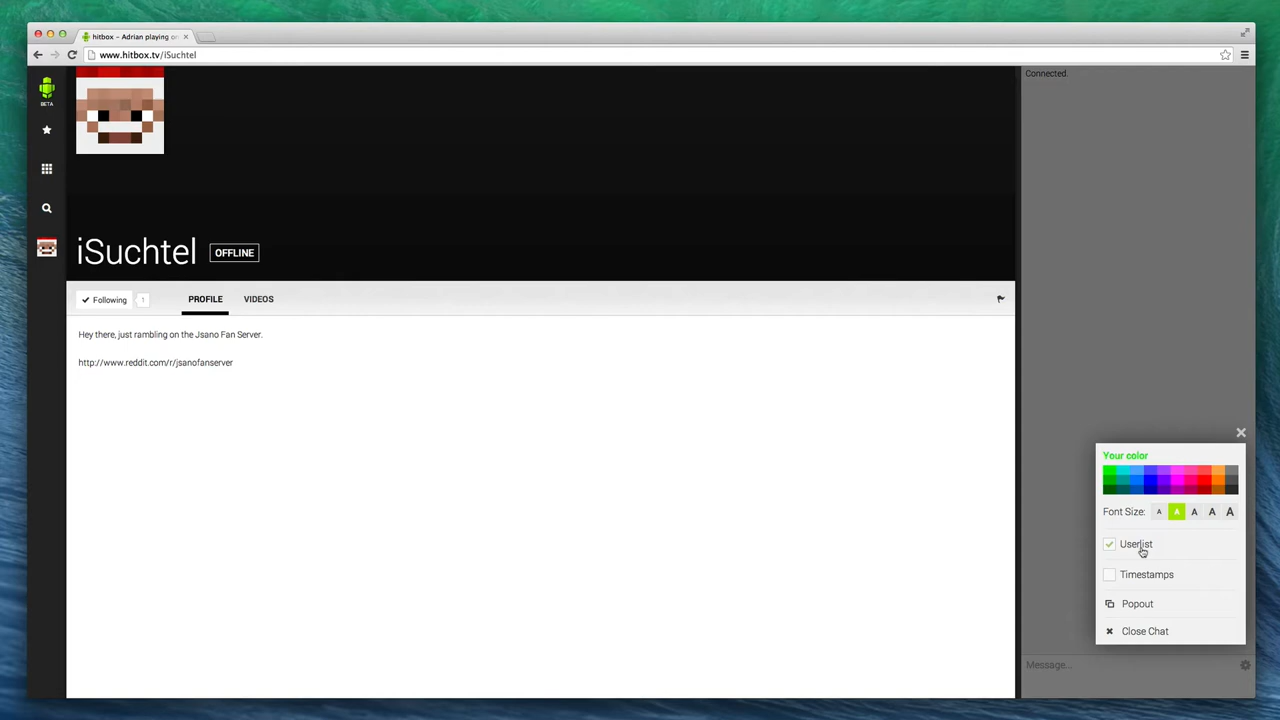 hitbox - Adrian playing o
www.hitbox.tv/iSuchtel
BETA
Connected.
iSuchtel OFFLINE
Following 1 PROFILE VIDEOS
Hey there, just rambling on the Jsano Fan Server.
http://www.reddit.com/r/jsanofanserver
Your color
Font Size: A A A A A
Userlist
Timestamps
Popout
Close Chat
Message...